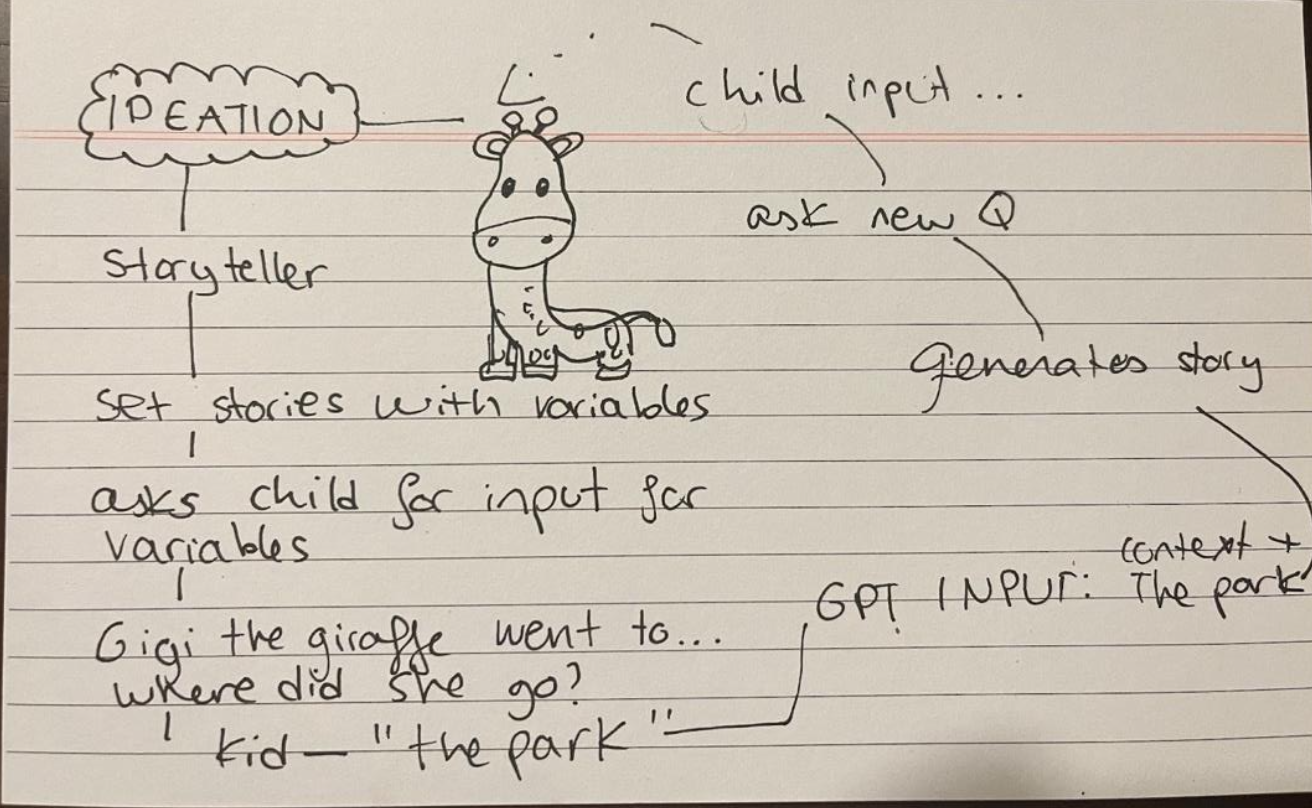 IDEATION
Storyteller
set stories with variables
asks child for input for
variables
Gigi the giraffe went to...
where did she go?
kid — "the park"
GPT INPUT: context +
The park
generates story
ask new Q
child input ...